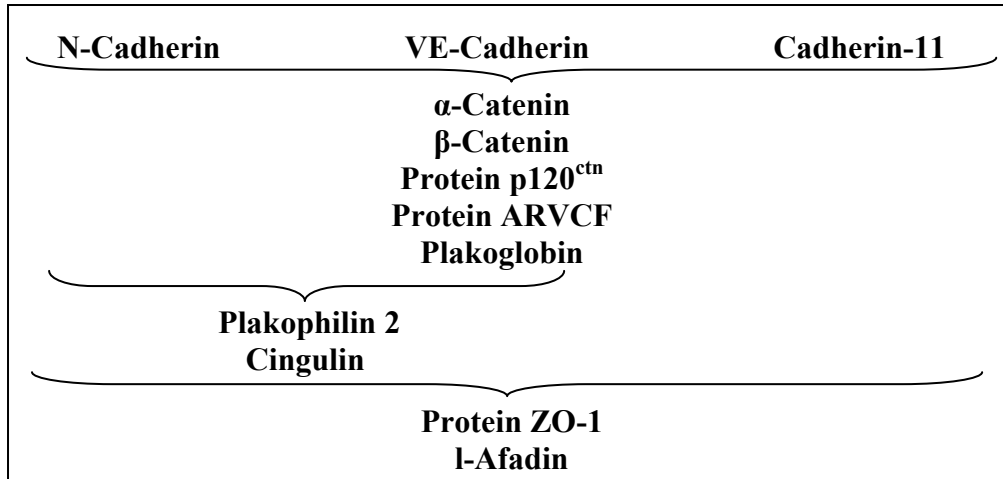 N-Cadherin VE-Cadherin Cadherin-11
α-Catenin
β-Catenin
Protein p120ctn
Protein ARVCF
Plakoglobin
Plakophilin 2
Cingulin
Protein ZO-1
l-Afadin